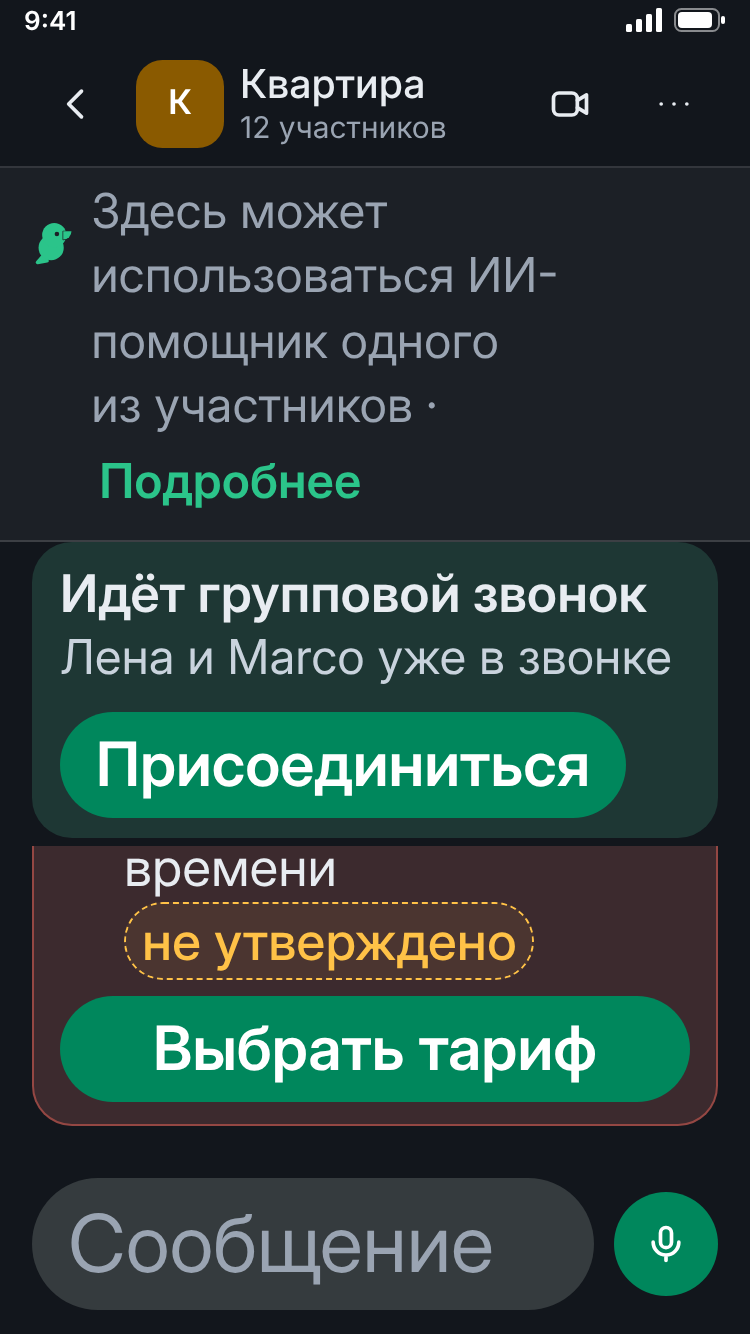 9:41
К
Квартира
12 участников
Здесь может
использоваться ИИ-
помощник одного
из участников ·
Подробнее
Идёт групповой звонок
Лена и Marco уже в звонке
Присоединиться
времени
не утверждено
Выбрать тариф
Сообщение